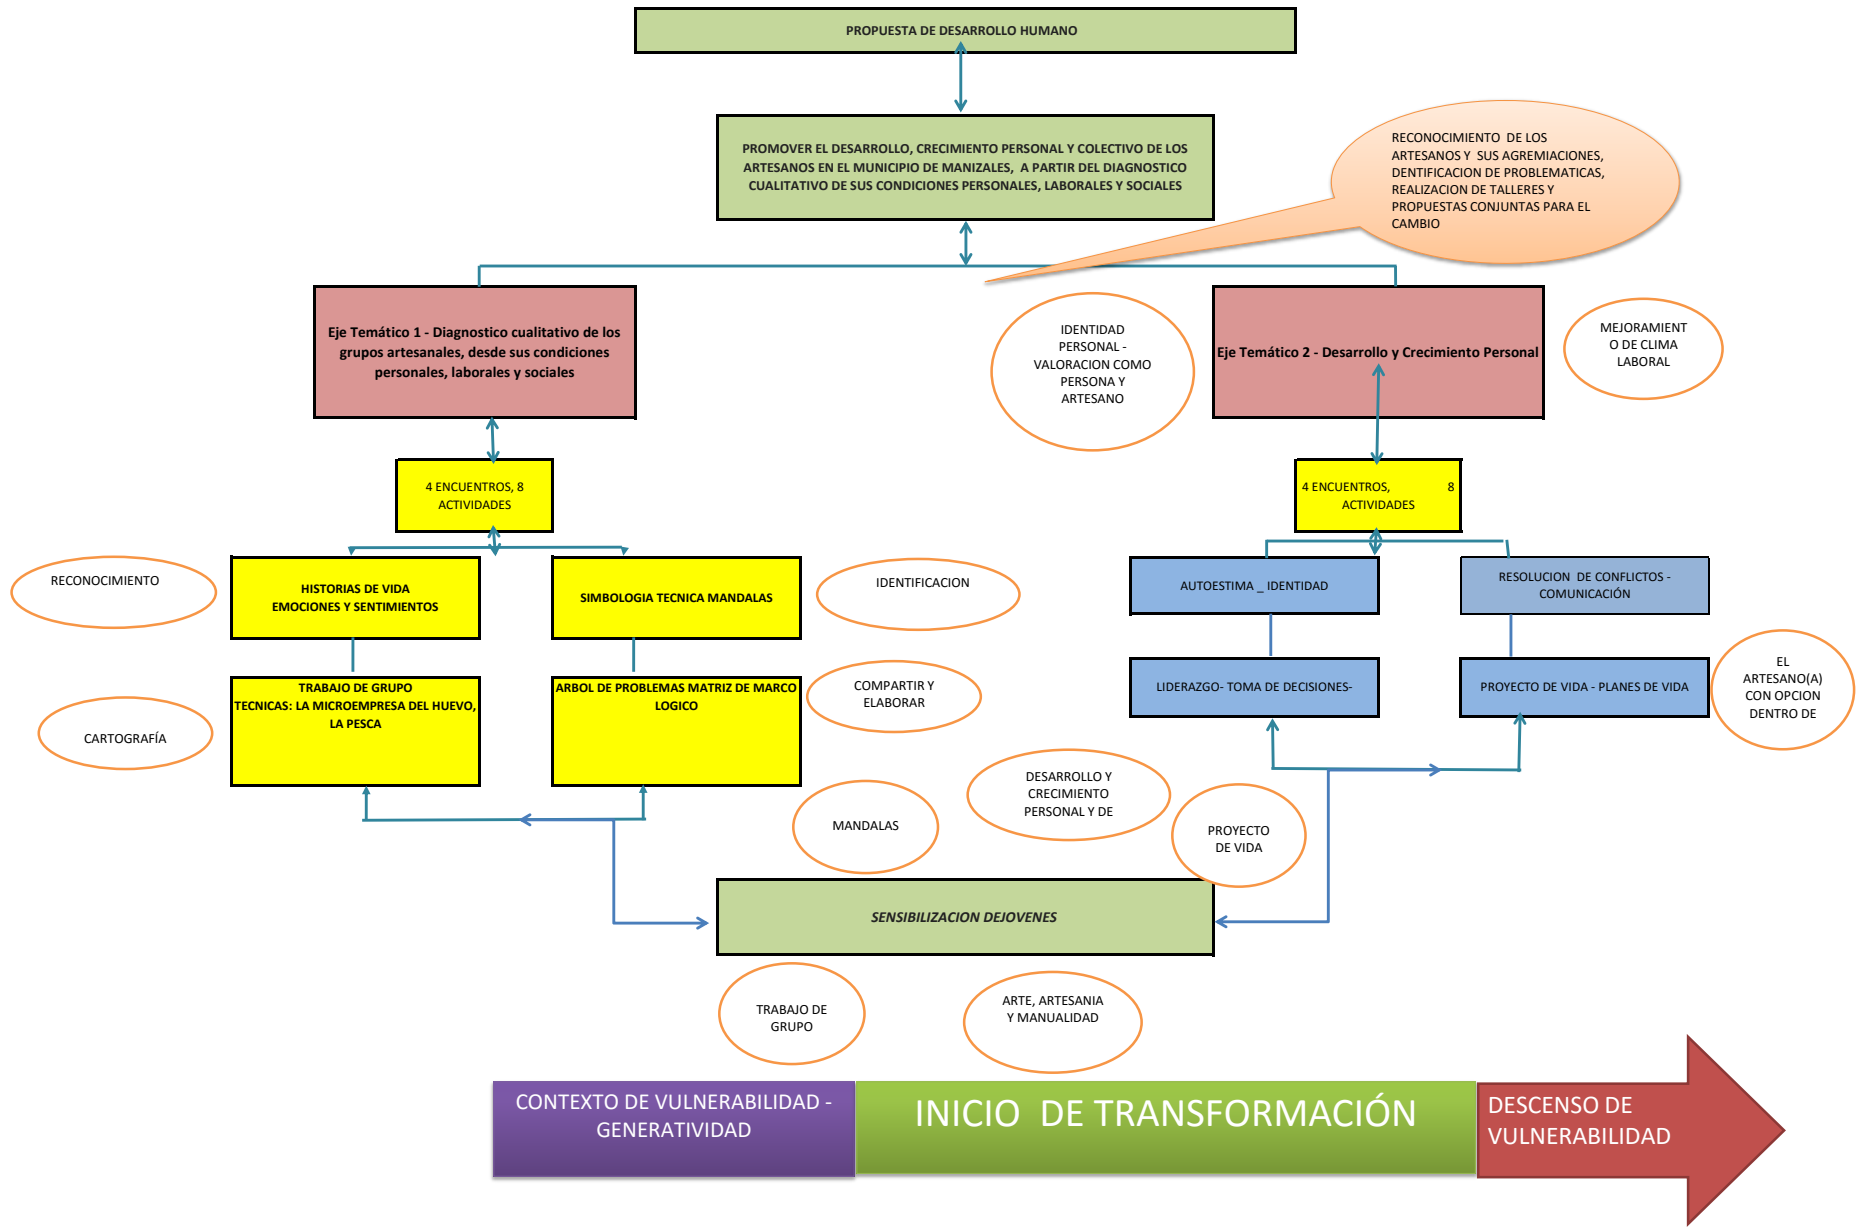 PROPUESTA DE DESARROLLO HUMANO
PROMOVER EL DESARROLLO, CRECIMIENTO PERSONAL Y COLECTIVO DE LOS
ARTESANOS EN EL MUNICIPIO DE MANIZALES, A PARTIR DEL DIAGNOSTICO
CUALITATIVO DE SUS CONDICIONES PERSONALES, LABORALES Y SOCIALES
RECONOCIMIENTO DE LOS
ARTESANOS Y SUS AGREMIACIONES,
DENTIFICACION DE PROBLEMATICAS,
REALIZACION DE TALLERES Y
PROPUESTAS CONJUNTAS PARA EL
CAMBIO
Eje Temático 1 - Diagnostico cualitativo de los
grupos artesanales, desde sus condiciones
personales, laborales y sociales
IDENTIDAD
PERSONAL -
VALORACION COMO
PERSONA Y
ARTESANO
Eje Temático 2 - Desarrollo y Crecimiento Personal
MEJORAMIENT
O DE CLIMA
LABORAL
4 ENCUENTROS, 8
ACTIVIDADES
4 ENCUENTROS, 8
ACTIVIDADES
RECONOCIMIENTO
HISTORIAS DE VIDA
EMOCIONES Y SENTIMIENTOS
SIMBOLOGIA TECNICA MANDALAS
IDENTIFICACION
AUTOESTIMA _ IDENTIDAD
RESOLUCION DE CONFLICTOS -
COMUNICACIÓN
CARTOGRAFÍA
TRABAJO DE GRUPO
TECNICAS: LA MICROEMPRESA DEL HUEVO,
LA PESCA
ARBOL DE PROBLEMAS MATRIZ DE MARCO
LOGICO
COMPARTIR Y
ELABORAR
LIDERAZGO- TOMA DE DECISIONES-
PROYECTO DE VIDA - PLANES DE VIDA
EL
ARTESANO(A)
CON OPCION
DENTRO DE
MANDALAS
DESARROLLO Y
CRECIMIENTO
PERSONAL Y DE
PROYECTO
DE VIDA
SENSIBILIZACION DEJOVENES
TRABAJO DE
GRUPO
ARTE, ARTESANIA
Y MANUALIDAD
CONTEXTO DE VULNERABILIDAD -
GENERATIVIDAD
INICIO DE TRANSFORMACIÓN
DESCENSO DE
VULNERABILIDAD